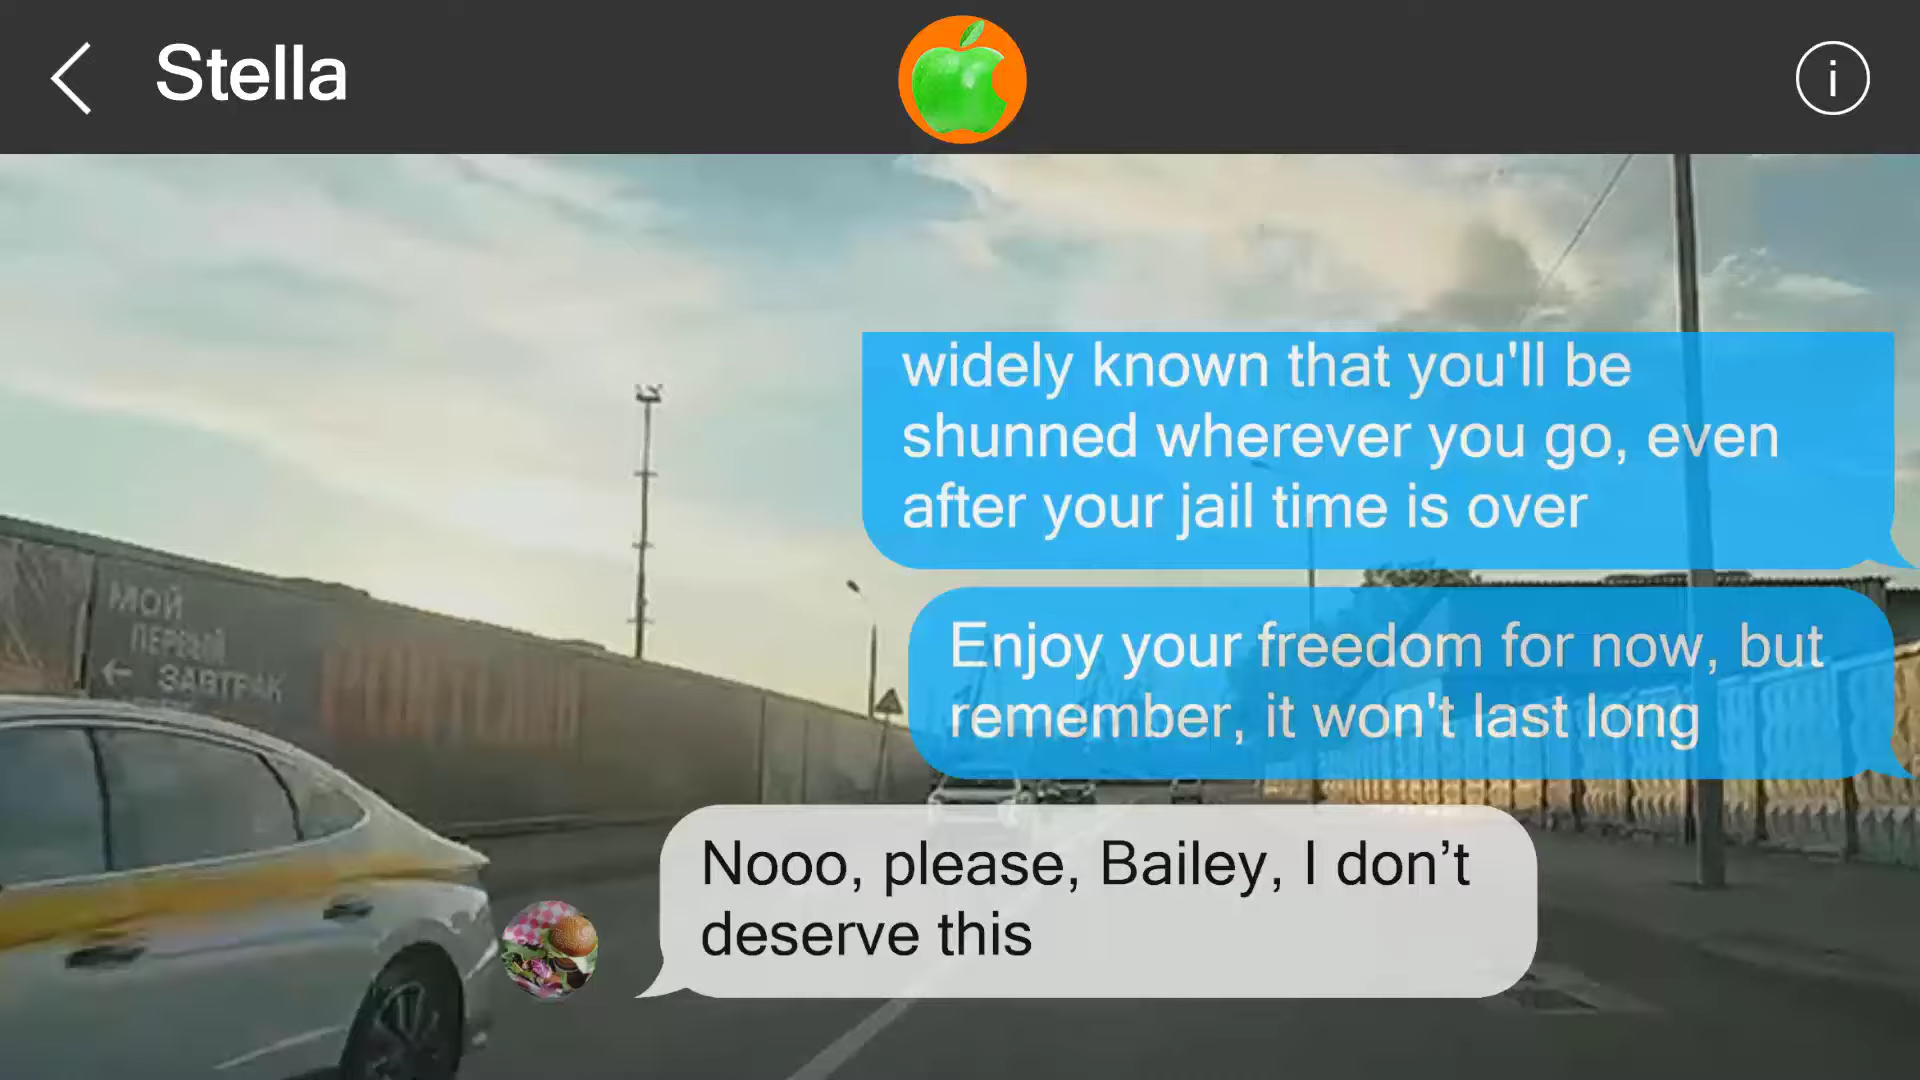 Stella
widely known that you'll be
shunned wherever you go, even
after your jail time is over
Enjoy your freedom for now, but
remember, it won't last long
Nooo, please, Bailey, I don’t
deserve this
МОЙ
ПЕРВЫЙ
← ЗАВТРАК